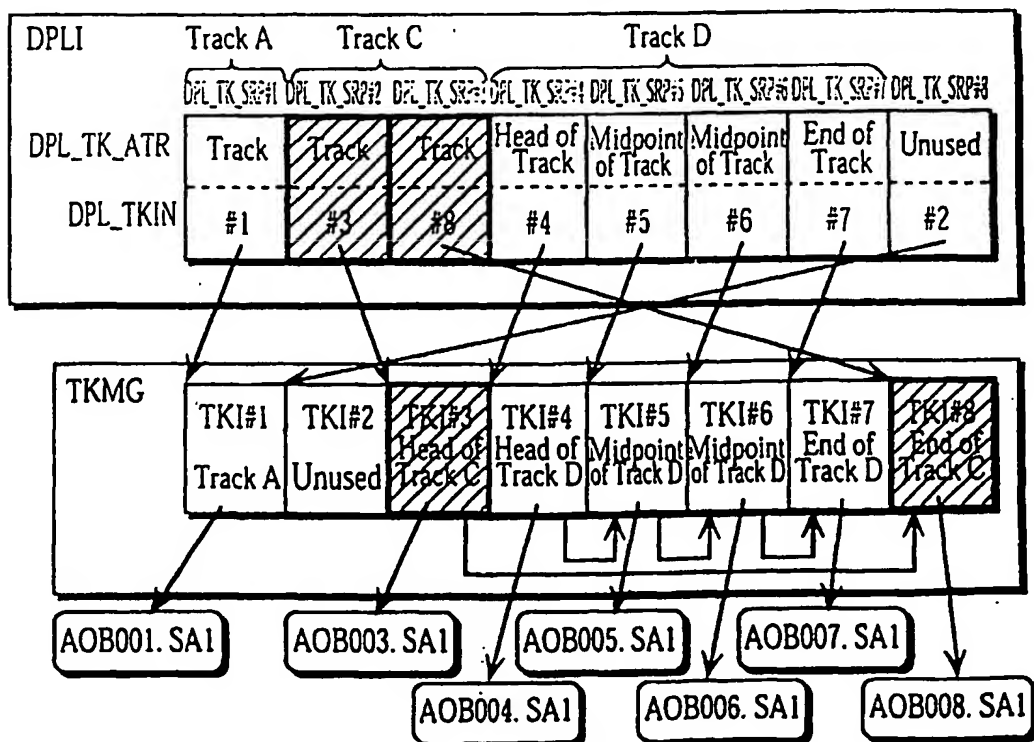 DPLI Track A Track C Track D
DPL_TK_SRP#1 DPL_TK_SRP#2 DPL_TK_SRP#3 DPL_TK_SRP#4 DPL_TK_SRP#5 DPL_TK_SRP#6 DPL_TK_SRP#7 DPL_TK_SRP#8
DPL_TK_ATR Track Track Track Head of Track Midpoint of Track Midpoint of Track End of Track Unused
DPL_TKIN #1 #3 #8 #4 #5 #6 #7 #2
TKMG
TKI#1 TKI#2 TKI#3 TKI#4 TKI#5 TKI#6 TKI#7 TKI#8
Track A Unused Head of Track C Head of Track D Midpoint of Track D Midpoint of Track D End of Track D End of Track C
AOB001. SA1 AOB003. SA1 AOB005. SA1 AOB007. SA1
AOB004. SA1 AOB006. SA1 AOB008. SA1